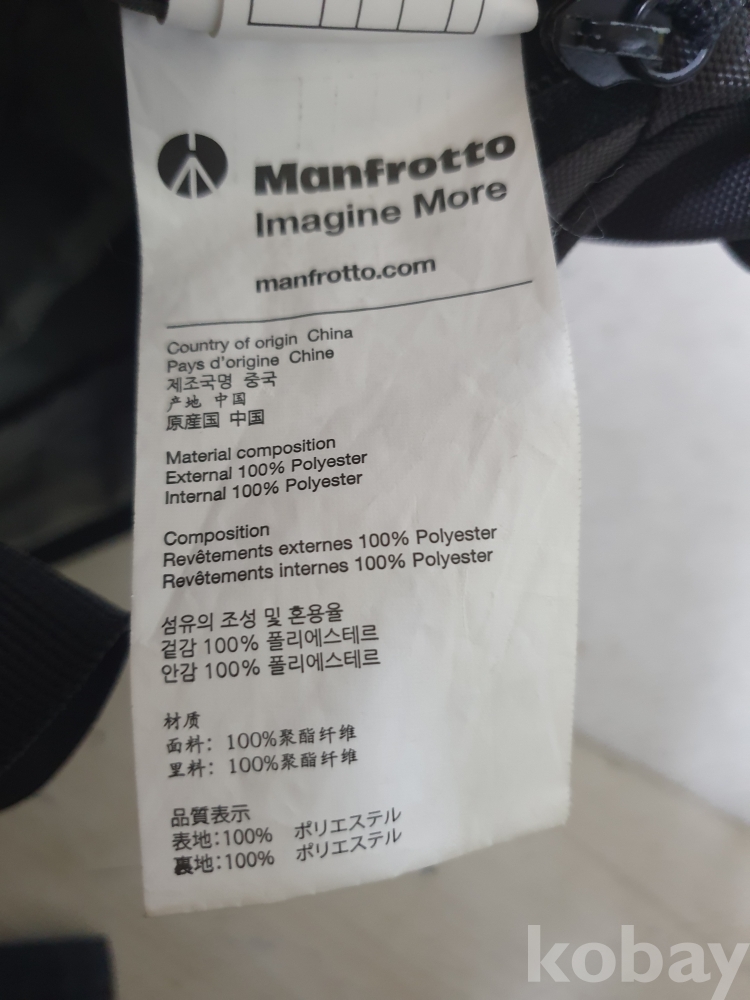 Manfrotto
Imagine More
manfrotto.com
Country of origin China
Pays d'origine Chine
제조국명 중국
产地 中国
原産国 中国
Material composition
External 100% Polyester
Internal 100% Polyester
Composition
Revêtements externes 100% Polyester
Revêtements internes 100% Polyester
섬유의 조성 및 혼용율
겉감 100% 폴리에스테르
안감 100% 폴리에스테르
材质
面料: 100%聚酯纤维
里料: 100%聚酯纤维
品質表示
表地:100% ポリエステル
裏地:100% ポリエステル
kobay